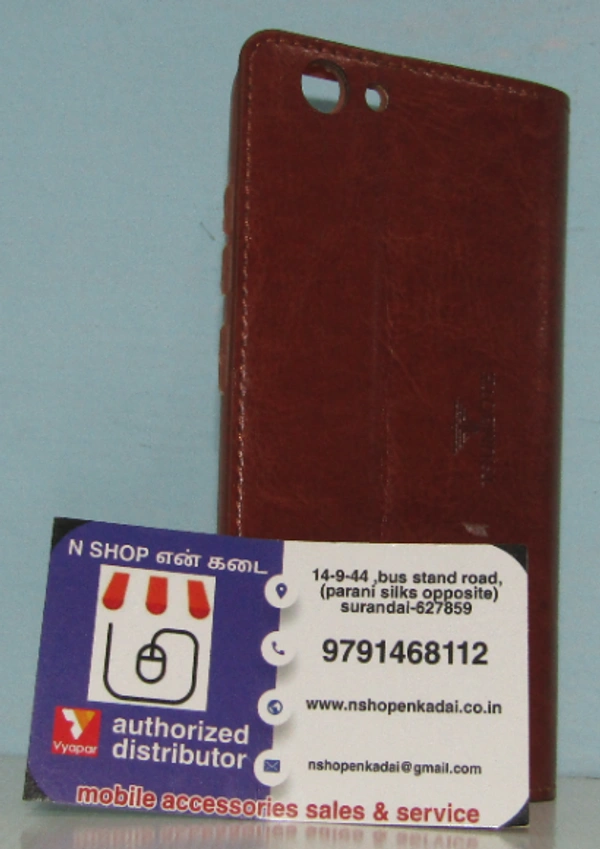 N SHOP என் கடை
Vyapar
authorized
distributor
14-9-44 ,bus stand road,
(parani silks opposite)
surandai-627859
9791468112
www.nshopenkadai.co.in
nshopenkadai@gmail.com
mobile accessories sales & service